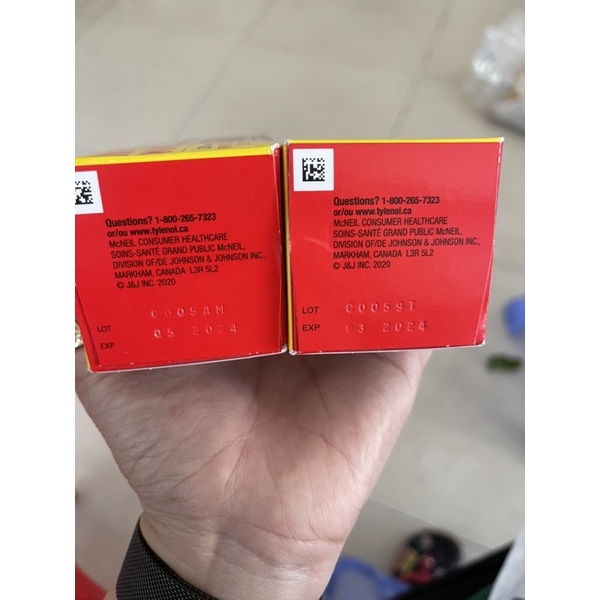 Questions? 1-800-265-7323
or/ou www.tylenol.ca
McNEIL CONSUMER HEALTHCARE
SOINS-SANTÉ GRAND PUBLIC McNEIL,
DIVISION OF/DE JOHNSON & JOHNSON INC.,
MARKHAM, CANADA L3R 5L2
© J&J INC. 2020
LOT
EXP 05 2024
Questions? 1-800-265-7323
or/ou www.tylenol.ca
McNEIL CONSUMER HEALTHCARE
SOINS-SANTÉ GRAND PUBLIC McNEIL,
DIVISION OF/DE JOHNSON & JOHNSON INC.,
MARKHAM, CANADA L3R 5L2
© J&J INC. 2020
LOT
EXP 03 2024